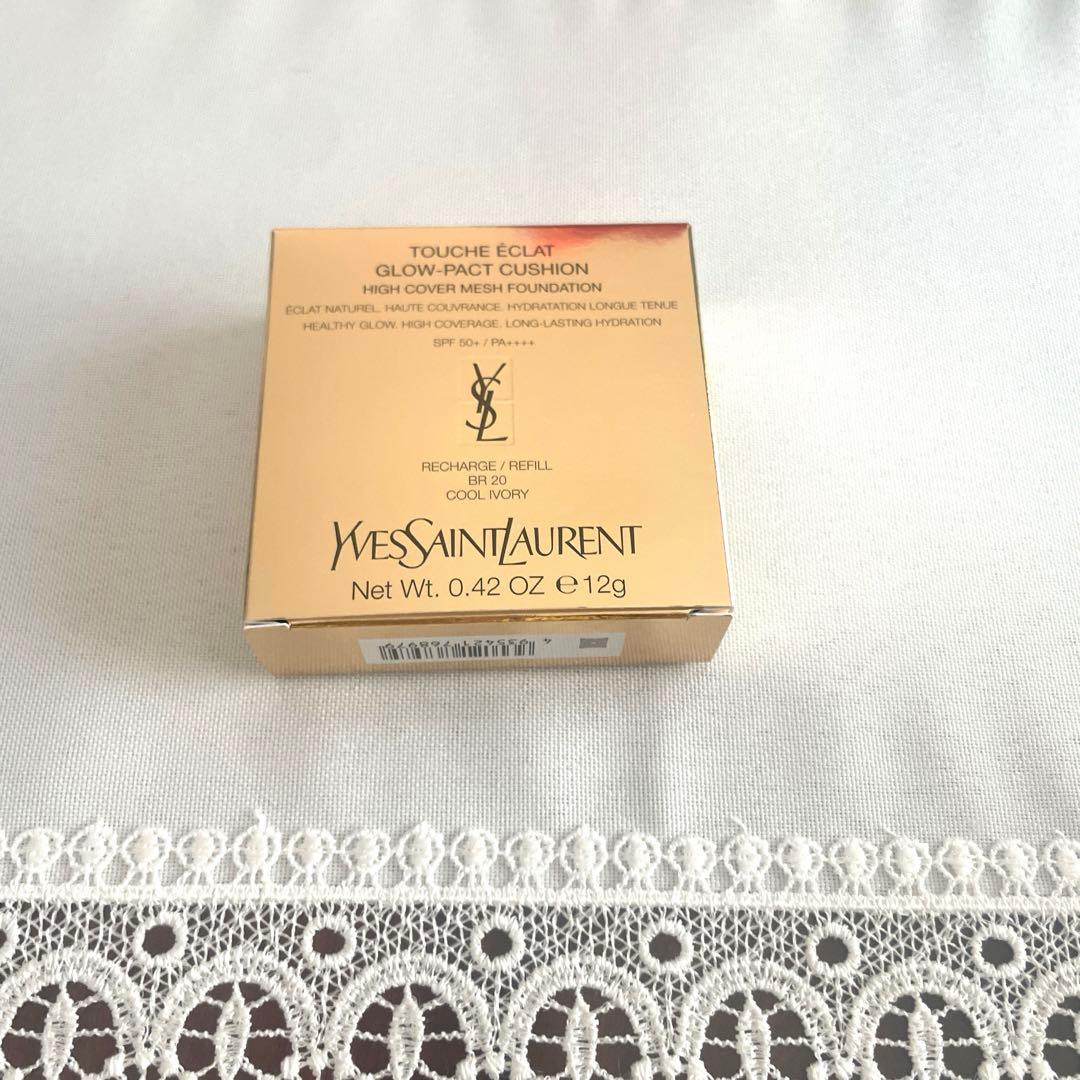 TOUCHE ÉCLAT
GLOW-PACT CUSHION
HIGH COVER MESH FOUNDATION
ÉCLAT NATUREL. HAUTE COUVRANCE. HYDRATATION LONGUE TENUE
HEALTHY GLOW. HIGH COVERAGE. LONG-LASTING HYDRATION
SPF 50+ / PA++++
YSL
RECHARGE / REFILL
BR 20
COOL IVORY
YVESSAINTLAURENT
Net Wt. 0.42 OZ ℮12g